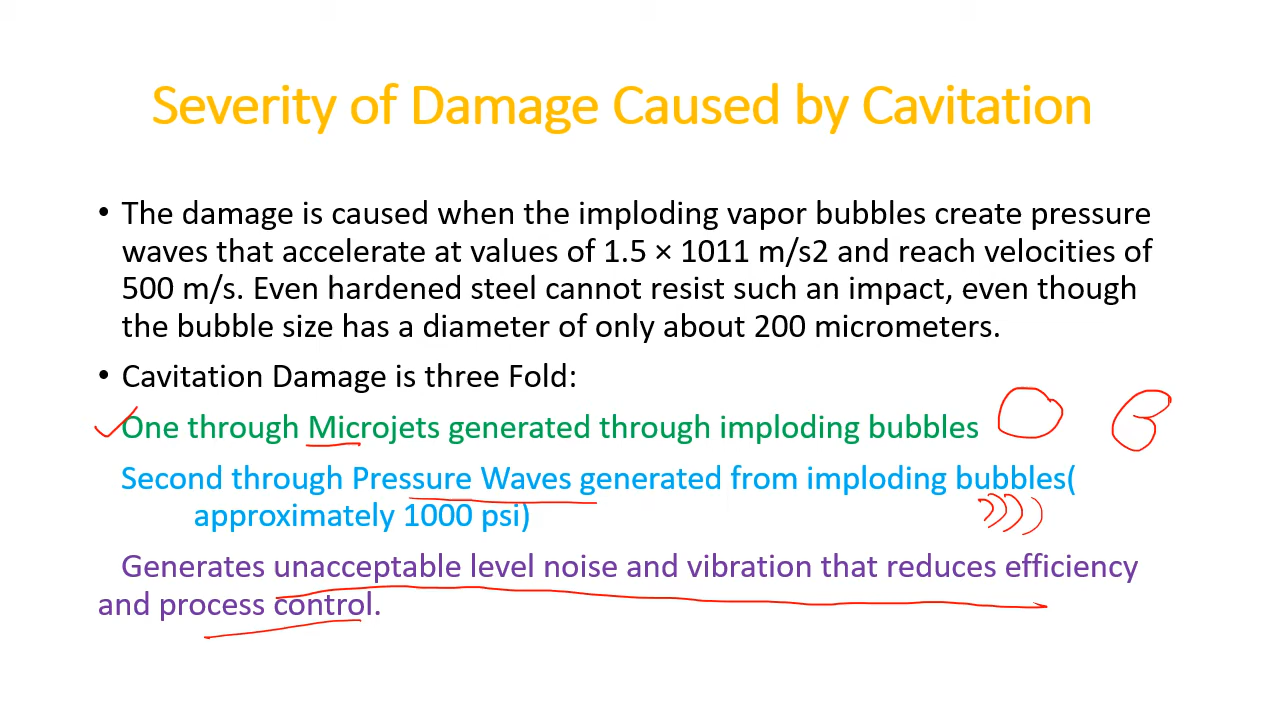 Severity of Damage Caused by Cavitation
• The damage is caused when the imploding vapor bubbles create pressure
waves that accelerate at values of 1.5 × 1011 m/s2 and reach velocities of
500 m/s. Even hardened steel cannot resist such an impact, even though
the bubble size has a diameter of only about 200 micrometers.
• Cavitation Damage is three Fold:
One through Microjets generated through imploding bubbles
Second through Pressure Waves generated from imploding bubbles(
approximately 1000 psi)
Generates unacceptable level noise and vibration that reduces efficiency
and process control.